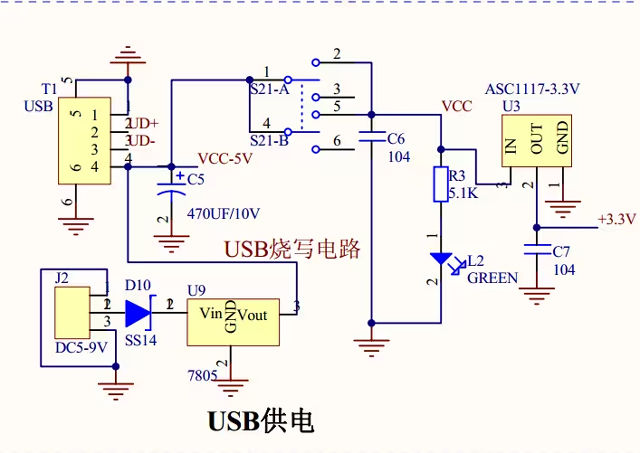 T1
USB
5
5
1
1
2
2
UD+
3
3
UD-
4
4
6
6
VCC-5V
C5
470UF/10V
2
1
S21-A
4
S21-B
2
3
5
6
C6
104
VCC
ASC1117-3.3V
U3
IN
OUT
GND
3
2
1
R3
5.1K
1
L2
2
GREEN
+3.3V
C7
104
USB烧写电路
J2
1
2
3
DC5-9V
D10
SS14
U9
Vin
GND
Vout
3
2
7805
USB供电